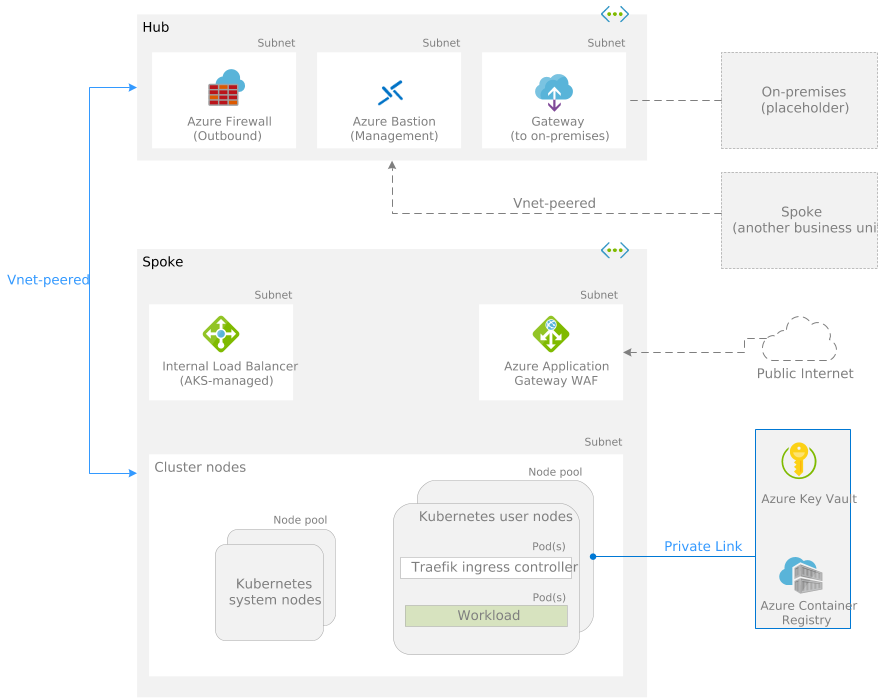 Hub
Subnet
Subnet
Subnet
Azure Firewall
(Outbound)
Azure Bastion
(Management)
Gateway
(to on-premises)
On-premises
(placeholder)
Vnet-peered
Spoke
(another business uni
Vnet-peered
Spoke
Subnet
Subnet
Internal Load Balancer
(AKS-managed)
Azure Application
Gateway WAF
Public Internet
Subnet
Cluster nodes
Node pool
Kubernetes
system nodes
Node pool
Kubernetes user nodes
Pod(s)
Traefik ingress controller
Pod(s)
Workload
Private Link
Azure Key Vault
Azure Container
Registry